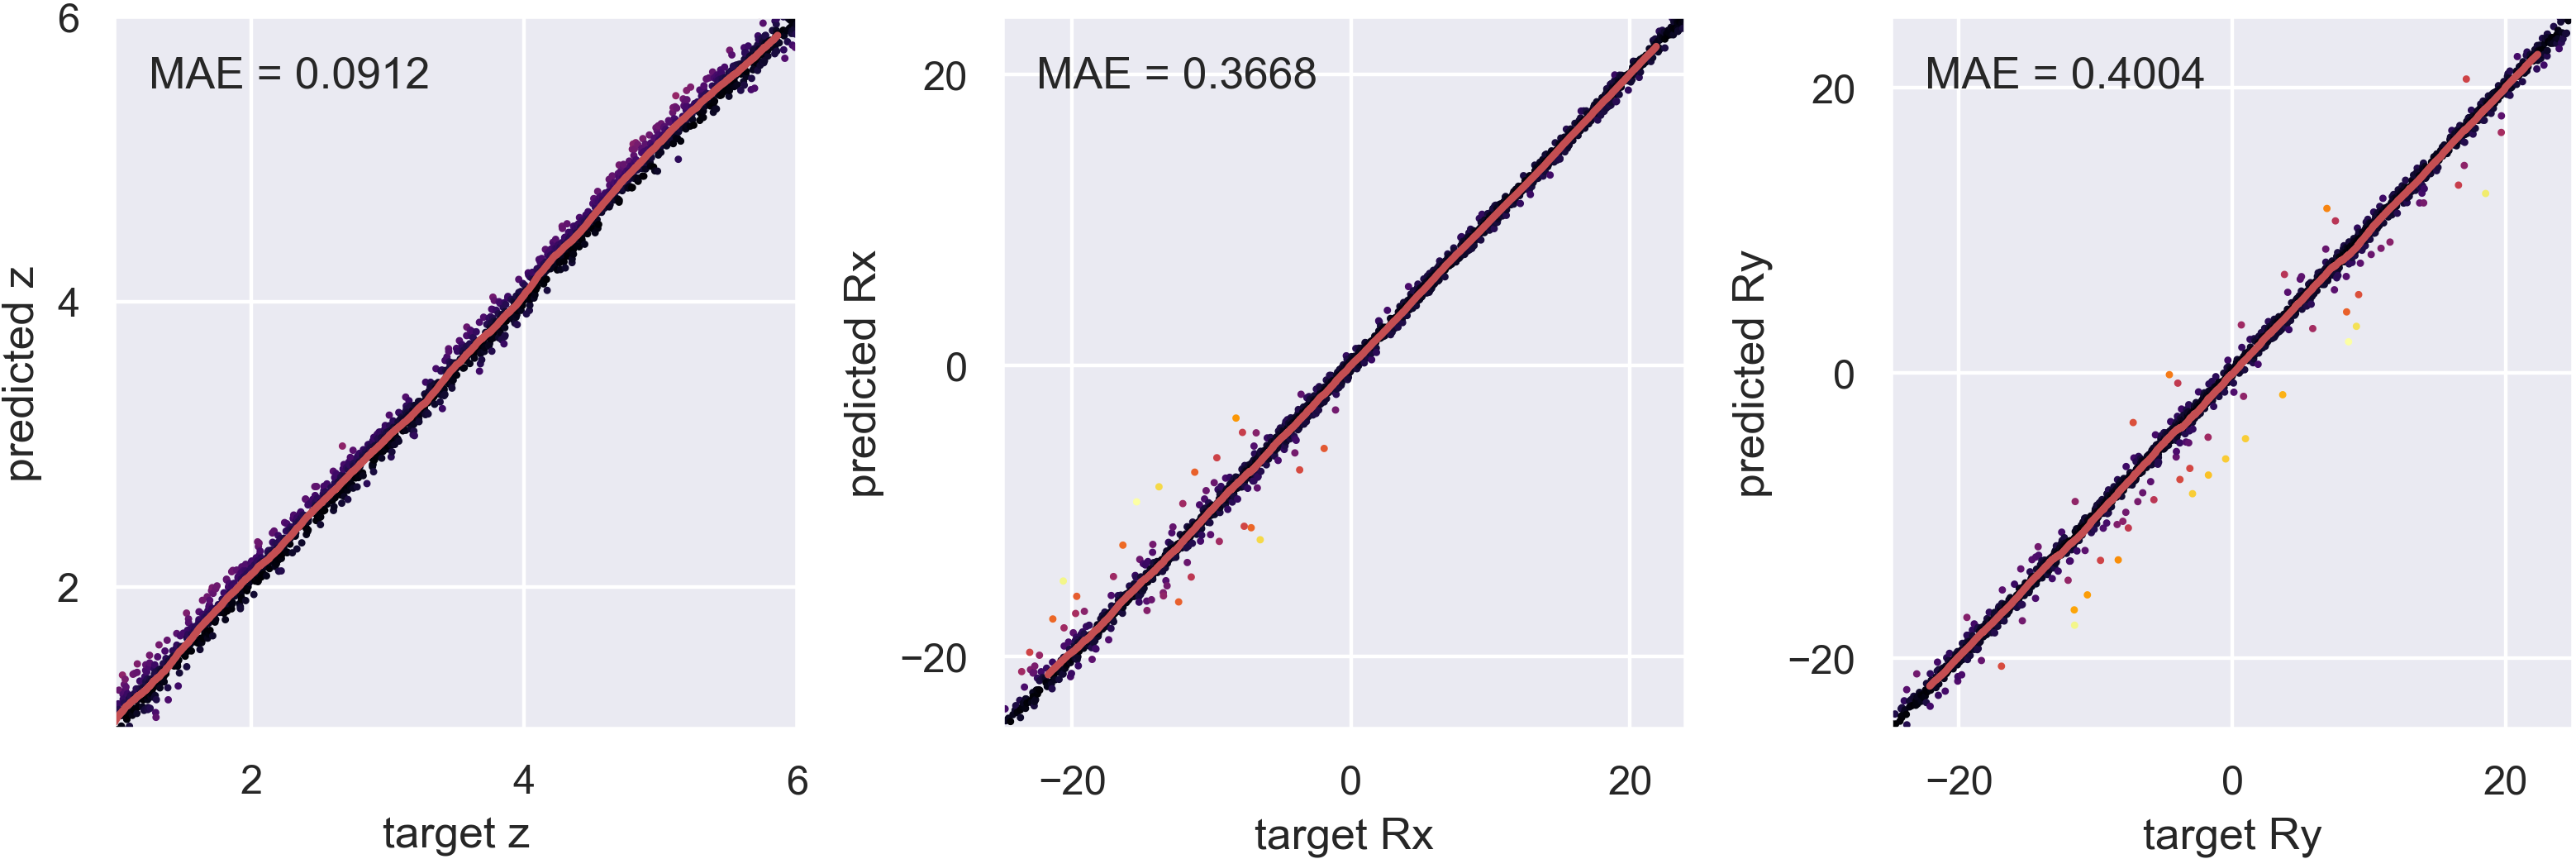 6
4
2
predicted z
MAE = 0.0912
2
4
6
target z
20
0
−20
predicted Rx
MAE = 0.3668
−20
0
20
target Rx
20
0
−20
predicted Ry
MAE = 0.4004
−20
0
20
target Ry